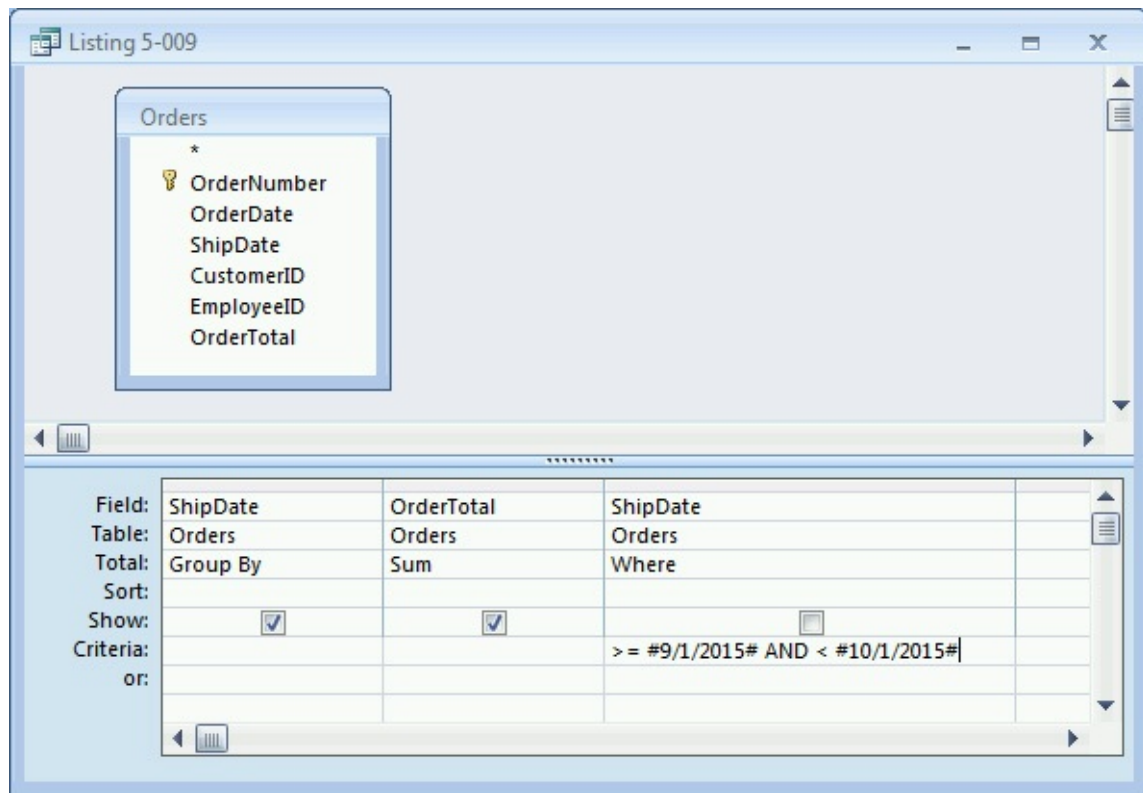 Listing 5-009
Orders
*
OrderNumber
OrderDate
ShipDate
CustomerID
EmployeeID
OrderTotal
Field: ShipDate OrderTotal ShipDate
Table: Orders Orders Orders
Total: Group By Sum Where
Sort:
Show:
Criteria: >= #9/1/2015# AND < #10/1/2015#
or: